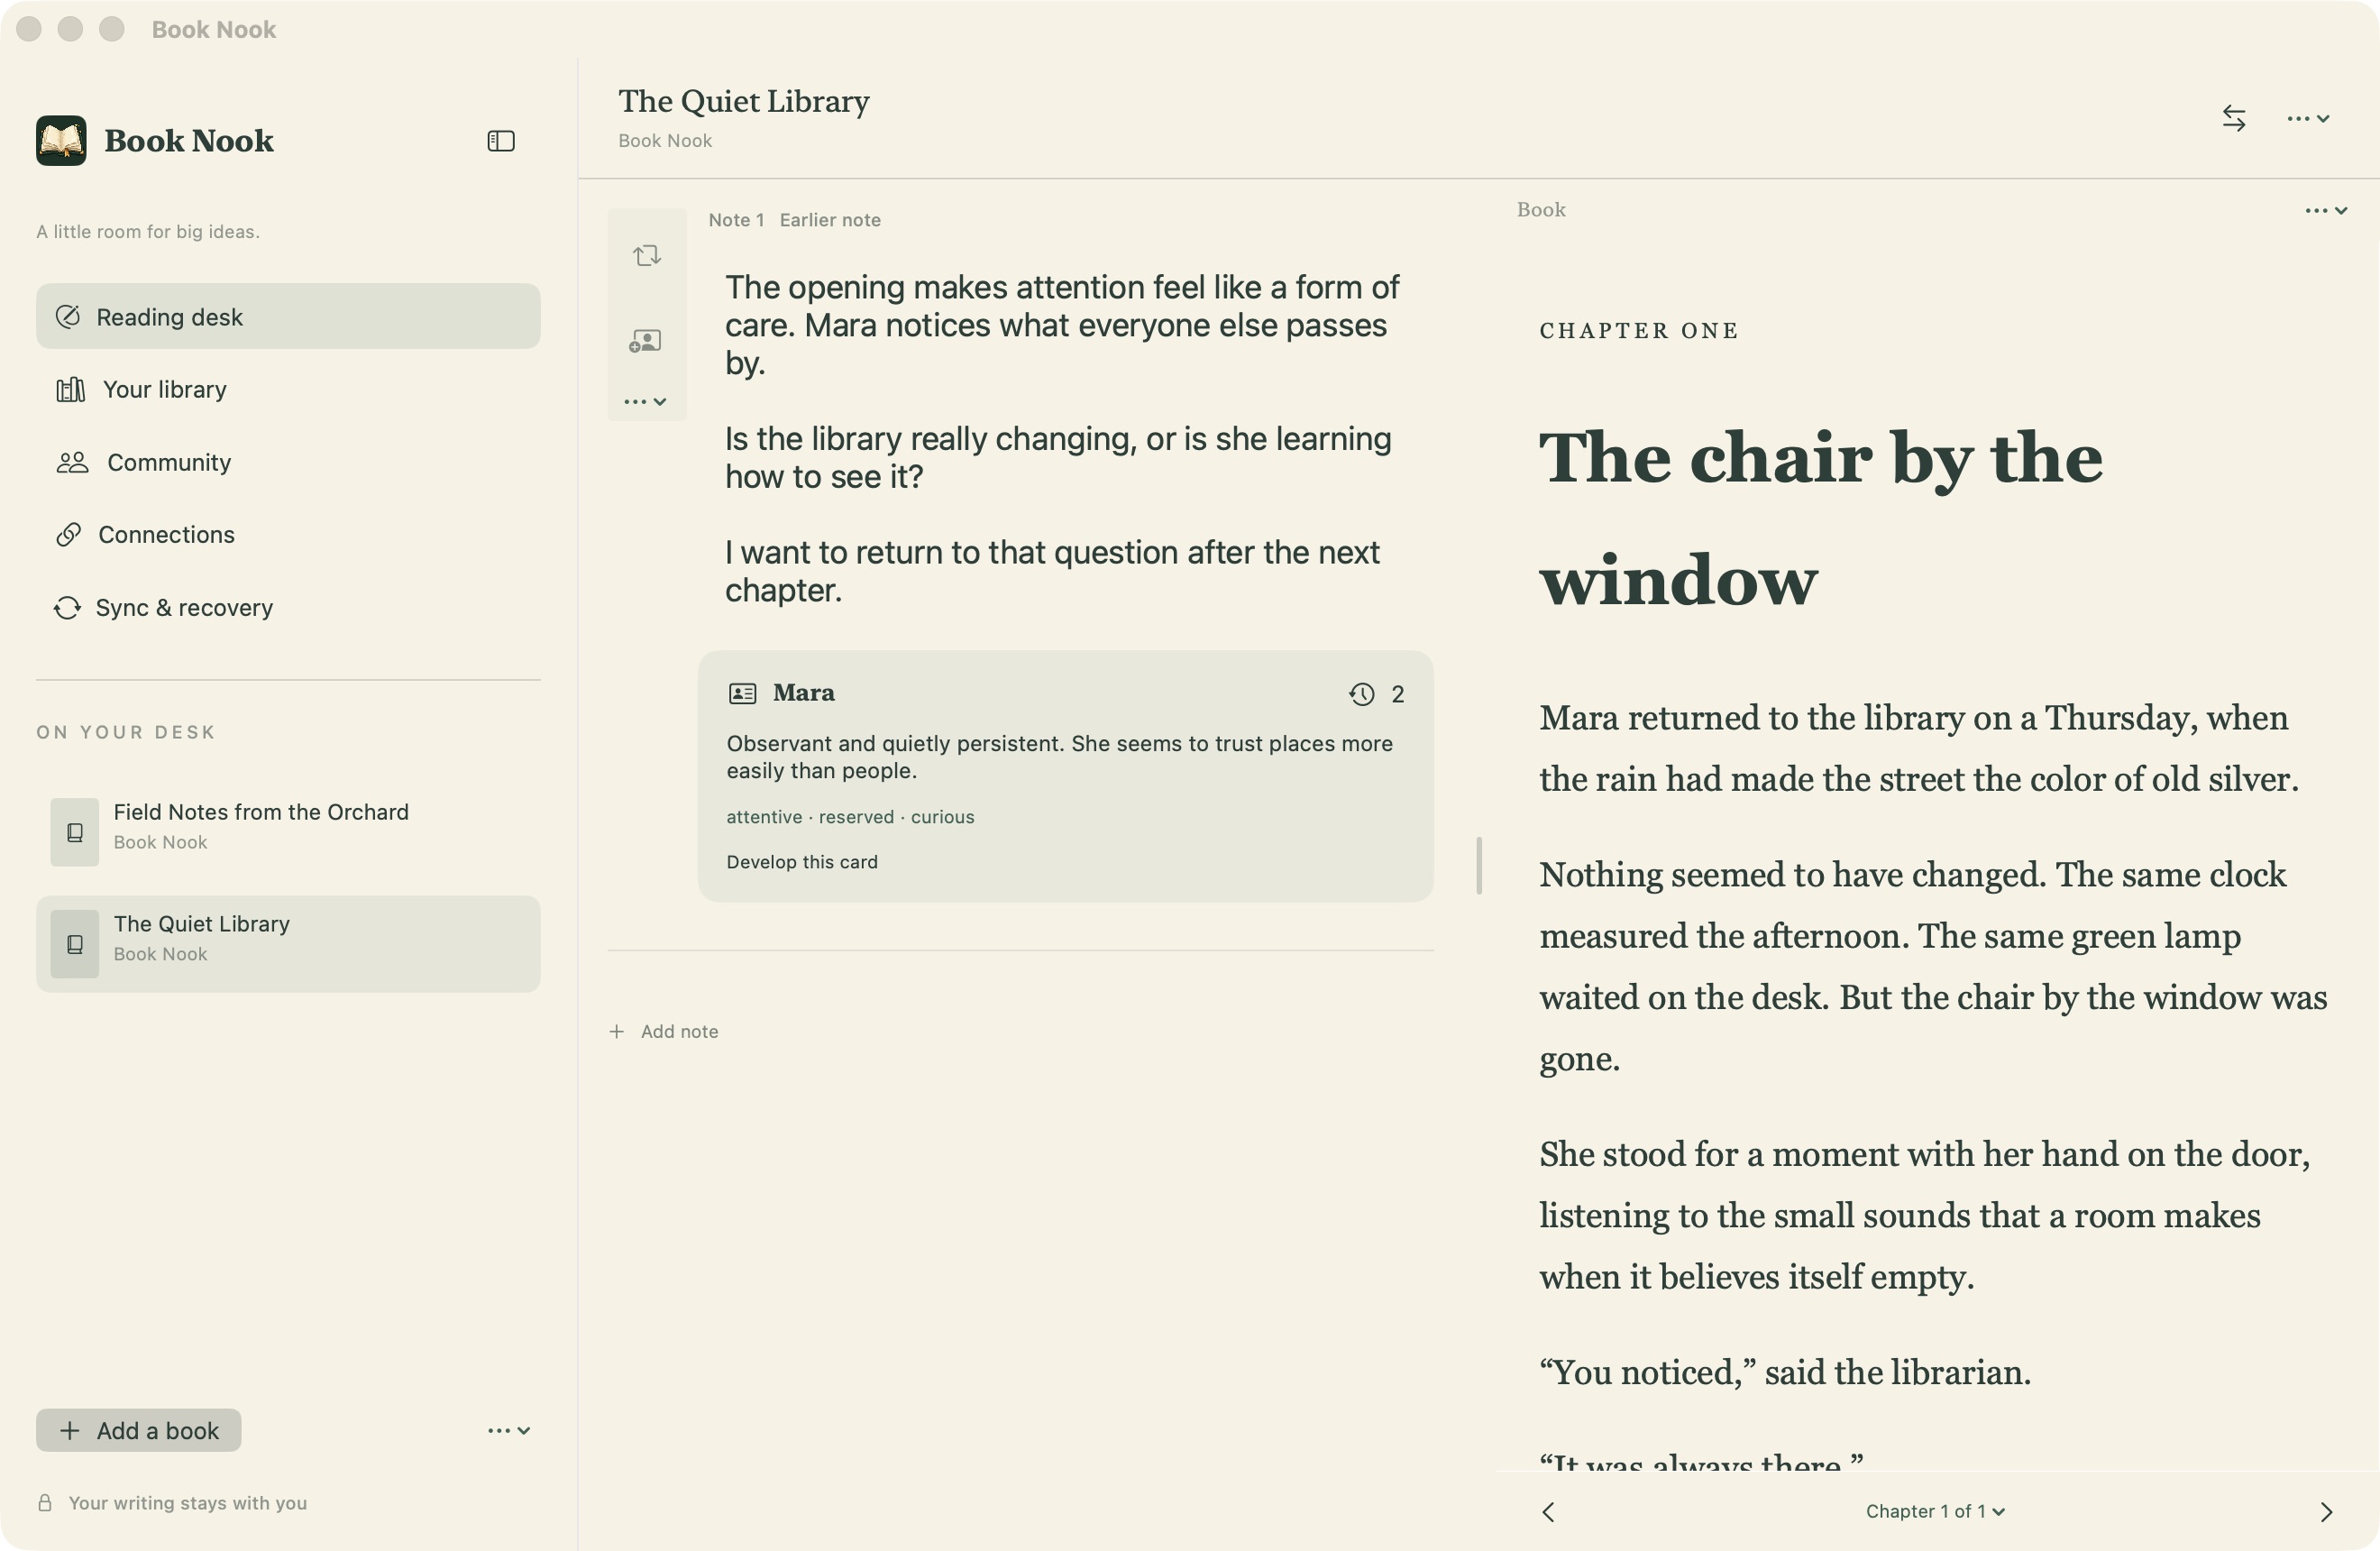 Book Nook
Book Nook
A little room for big ideas.
Reading desk
Your library
Community
Connections
Sync & recovery
ON YOUR DESK
Field Notes from the Orchard
Book Nook
The Quiet Library
Book Nook
Add a book
Your writing stays with you
The Quiet Library
Book Nook
Note 1 Earlier note
The opening makes attention feel like a form of
care. Mara notices what everyone else passes
by.
Is the library really changing, or is she learning
how to see it?
I want to return to that question after the next
chapter.
Mara
2
Observant and quietly persistent. She seems to trust places more
easily than people.
attentive · reserved · curious
Develop this card
Add note
Book
CHAPTER ONE
The chair by the
window
Mara returned to the library on a Thursday, when
the rain had made the street the color of old silver.
Nothing seemed to have changed. The same clock
measured the afternoon. The same green lamp
waited on the desk. But the chair by the window was
gone.
She stood for a moment with her hand on the door,
listening to the small sounds that a room makes
when it believes itself empty.
“You noticed,” said the librarian.
“It was always there.”
Chapter 1 of 1